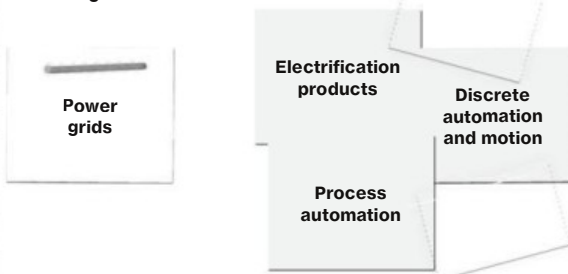 Power
grids
Electrification
products
Discrete
automation
and motion
Process
automation